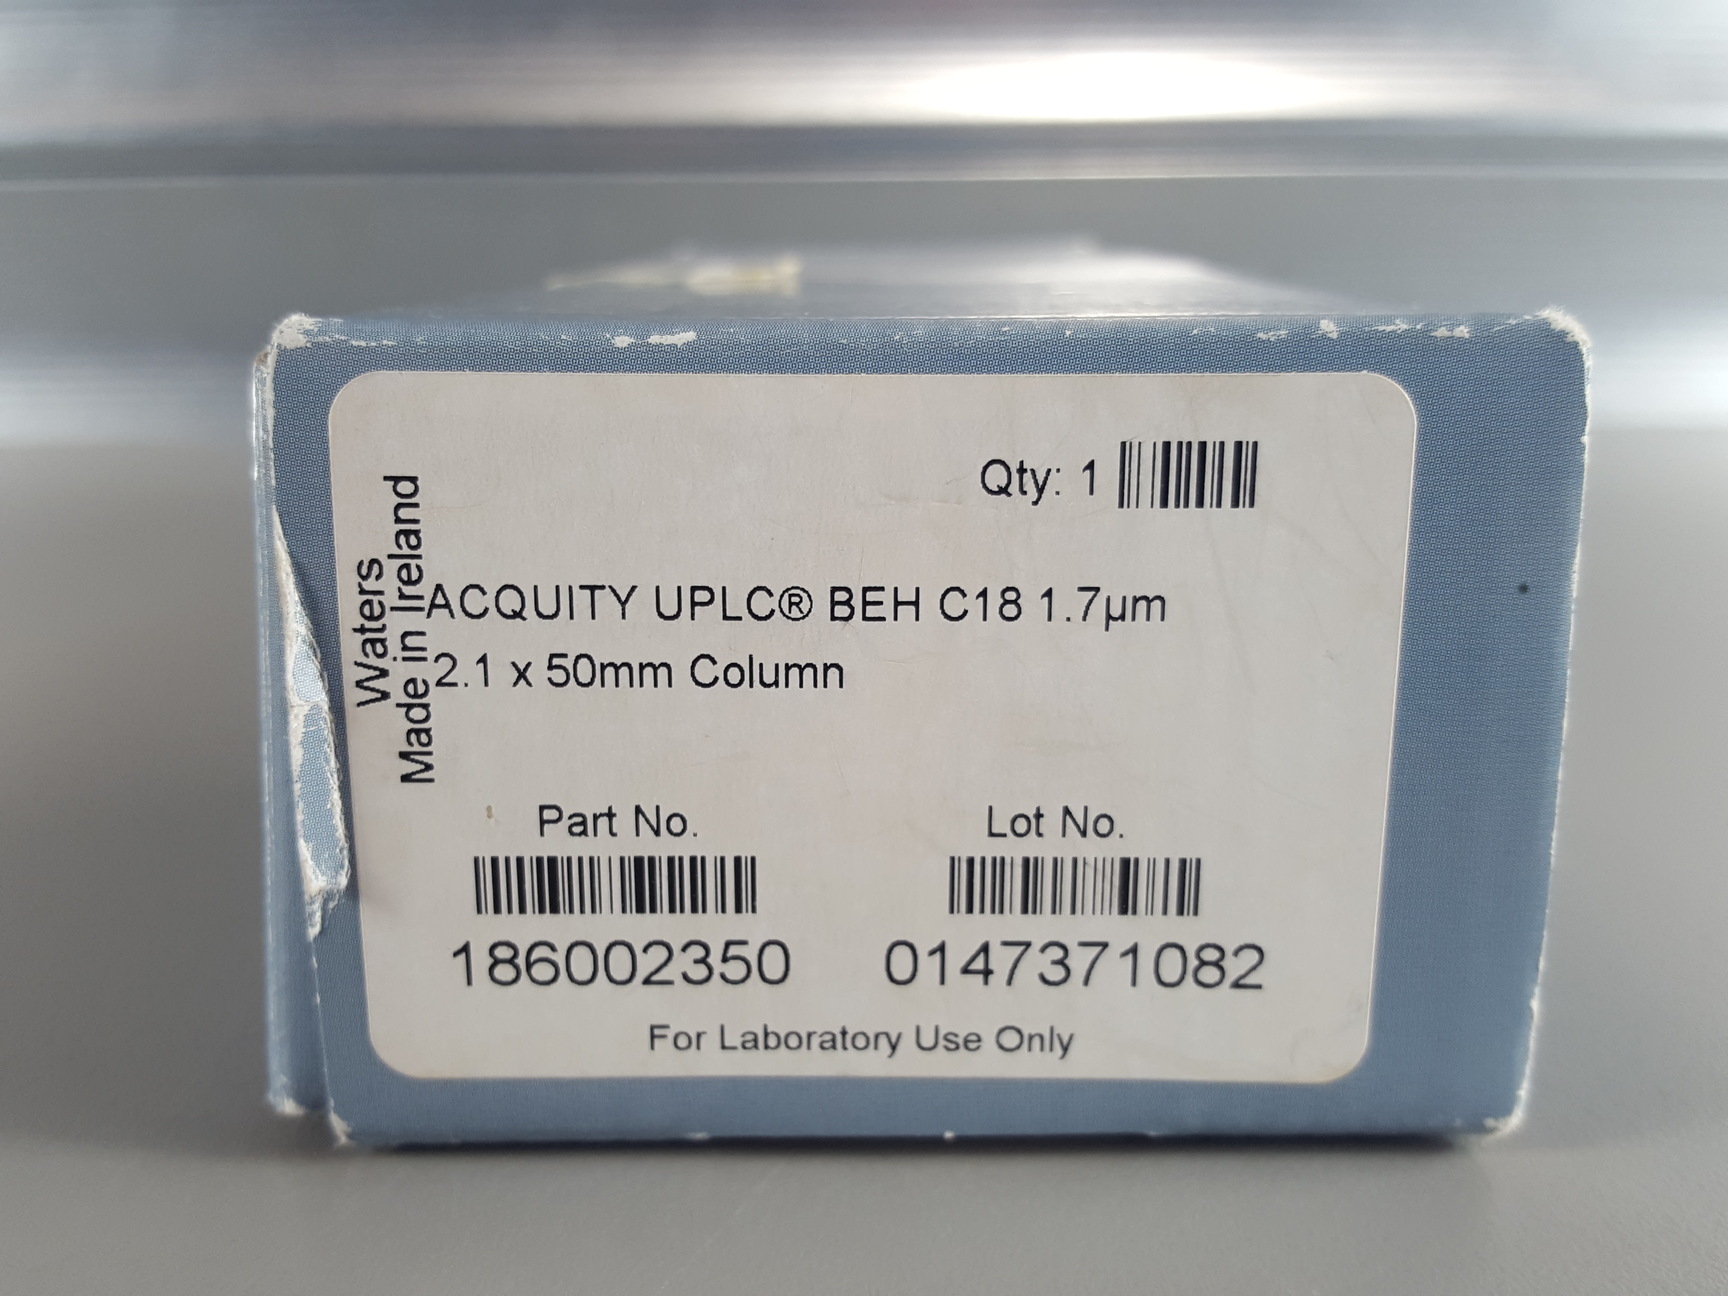 Qty: 1
Waters
Made in Ireland
ACQUITY UPLC® BEH C18 1.7µm
2.1 x 50mm Column
Part No.
Lot No.
186002350
0147371082
For Laboratory Use Only